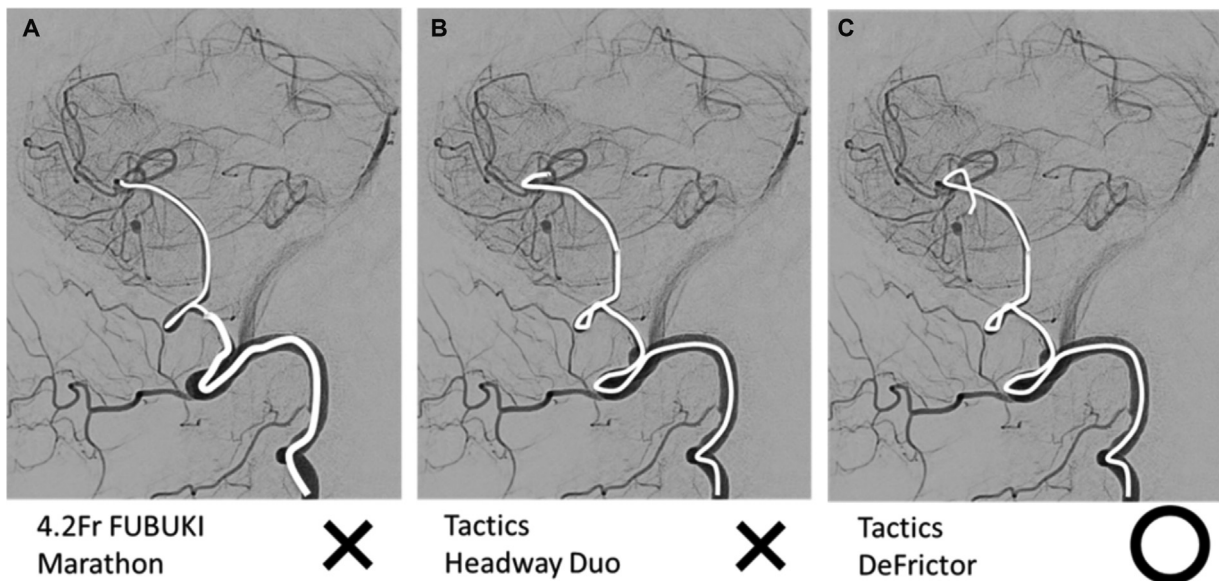 A
B
C
4.2Fr FUBUKI
Marathon
Tactics
Headway Duo
Tactics
DeFrictor